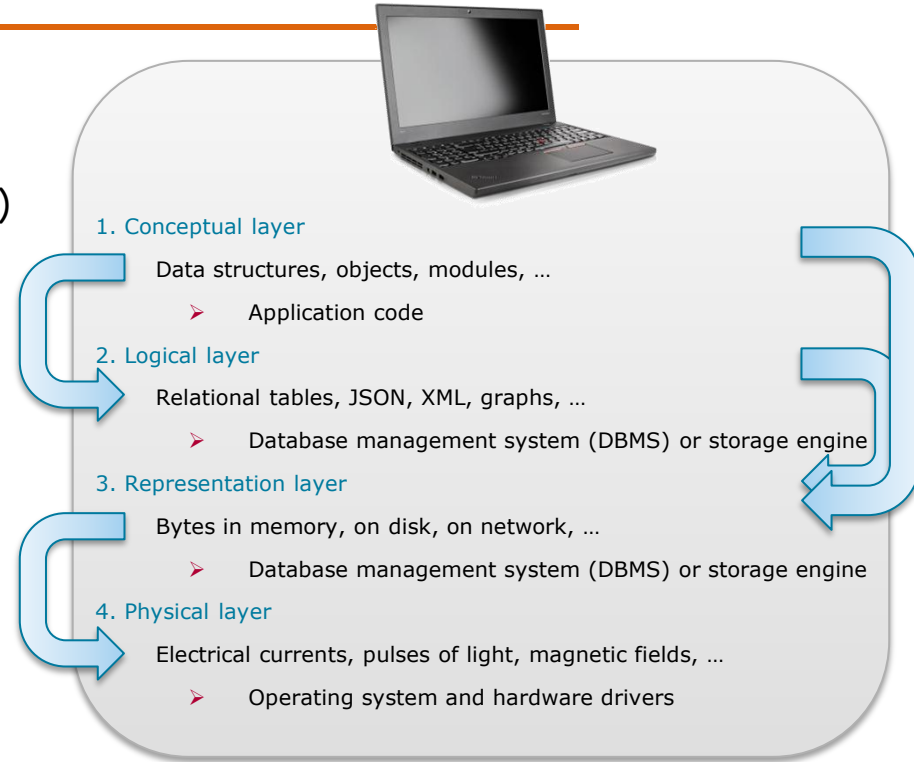 )
1. Conceptual layer
Data structures, objects, modules, …
➢ Application code
2. Logical layer
Relational tables, JSON, XML, graphs, …
➢ Database management system (DBMS) or storage engine
3. Representation layer
Bytes in memory, on disk, on network, …
➢ Database management system (DBMS) or storage engine
4. Physical layer
Electrical currents, pulses of light, magnetic fields, …
➢ Operating system and hardware drivers